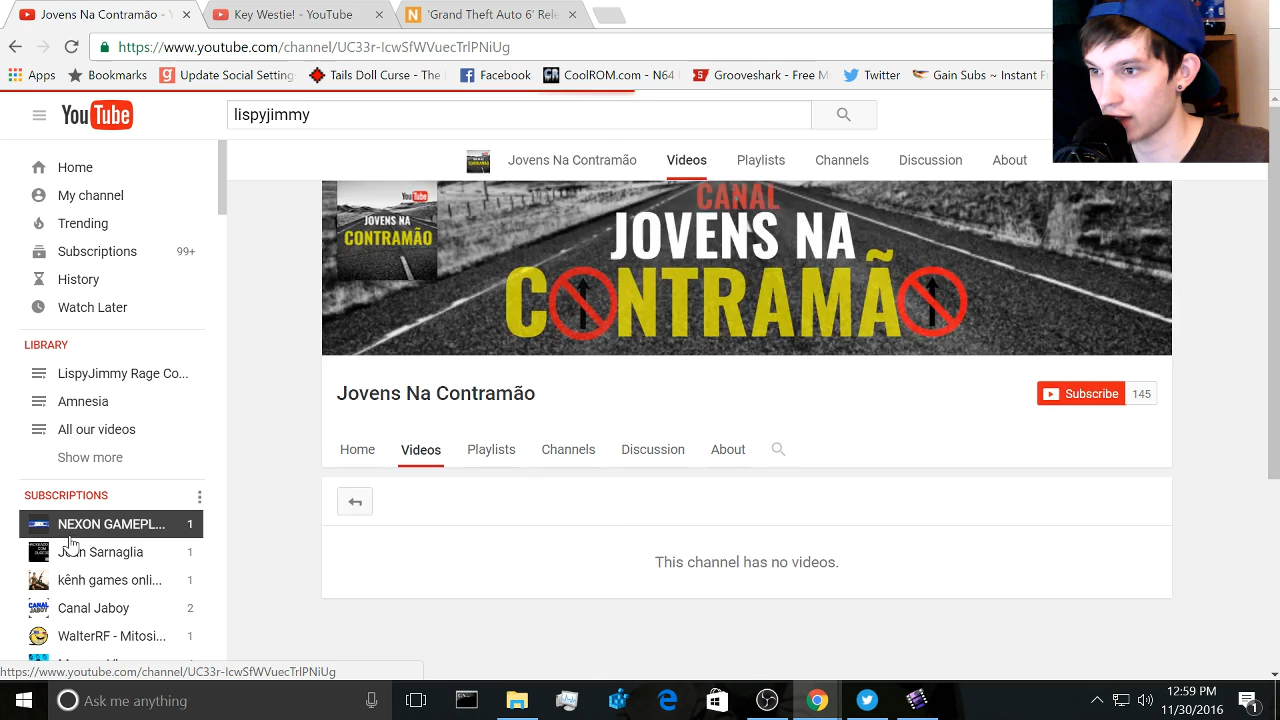 Jovens Na Contramão - Yo
Key Wistiel - YouTube
'Grand Theft Auto 6' Rele
https://www.youtube.com/channel/UC33r-IcwSfWVuecTrlPNiUg
Apps
Bookmarks
Update Social Setting
Tails Doll Curse - 
Facebook
CoolROM.com - N64
Grooveshark - Free M
Twitter
Gain Subs ~ Instant F
YouTube
lispyjimmy
Home
My channel
Trending
Subscriptions 99+
History
Watch Later
LIBRARY
LispyJimmy Rage Co...
Amnesia
All our videos
Show more
SUBSCRIPTIONS
NEXON GAMEPL... 1
Sarnaglia 1
kênh games onli... 1
Canal Jaboy 2
WalterRF - Mitosi... 1
Jovens Na Contramão Videos Playlists Channels Discussion About
YouTube
JOVENS NA
CONTRAMÃO
CANAL
JOVENS NA
CONTRAMÃO
Jovens Na Contramão
Subscribe 145
Home Videos Playlists Channels Discussion About
This channel has no videos.
https://www.youtube.com/channel/UC33r-IcwSfWVuecTrlPNiUg
Ask me anything
12:59 PM
11/30/2016
1